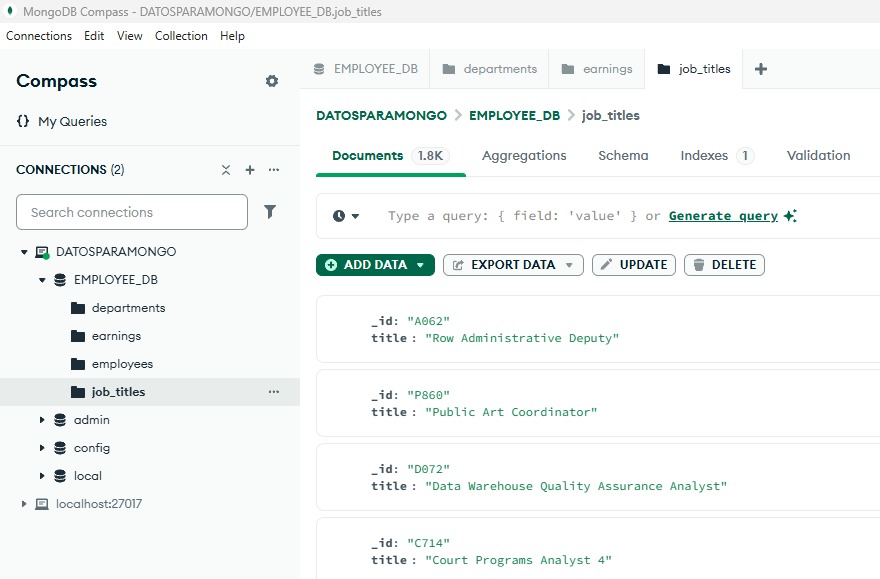 MongoDB Compass - DATOSPARAMONGO/EMPLOYEE_DB.job_titles
Connections Edit View Collection Help
Compass
{} My Queries
CONNECTIONS (2)
Search connections
DATOSPARAMONGO
EMPLOYEE_DB
departments
earnings
employees
job_titles
admin
config
local
localhost:27017
EMPLOYEE_DB departments earnings job_titles
DATOSPARAMONGO > EMPLOYEE_DB > job_titles
Documents 1.8K Aggregations Schema Indexes 1 Validation
Type a query: { field: 'value' } or Generate query
ADD DATA EXPORT DATA UPDATE DELETE
_id: "A062"
title : "Row Administrative Deputy"
_id: "P860"
title : "Public Art Coordinator"
_id: "D072"
title : "Data Warehouse Quality Assurance Analyst"
_id: "C714"
title : "Court Programs Analyst 4"